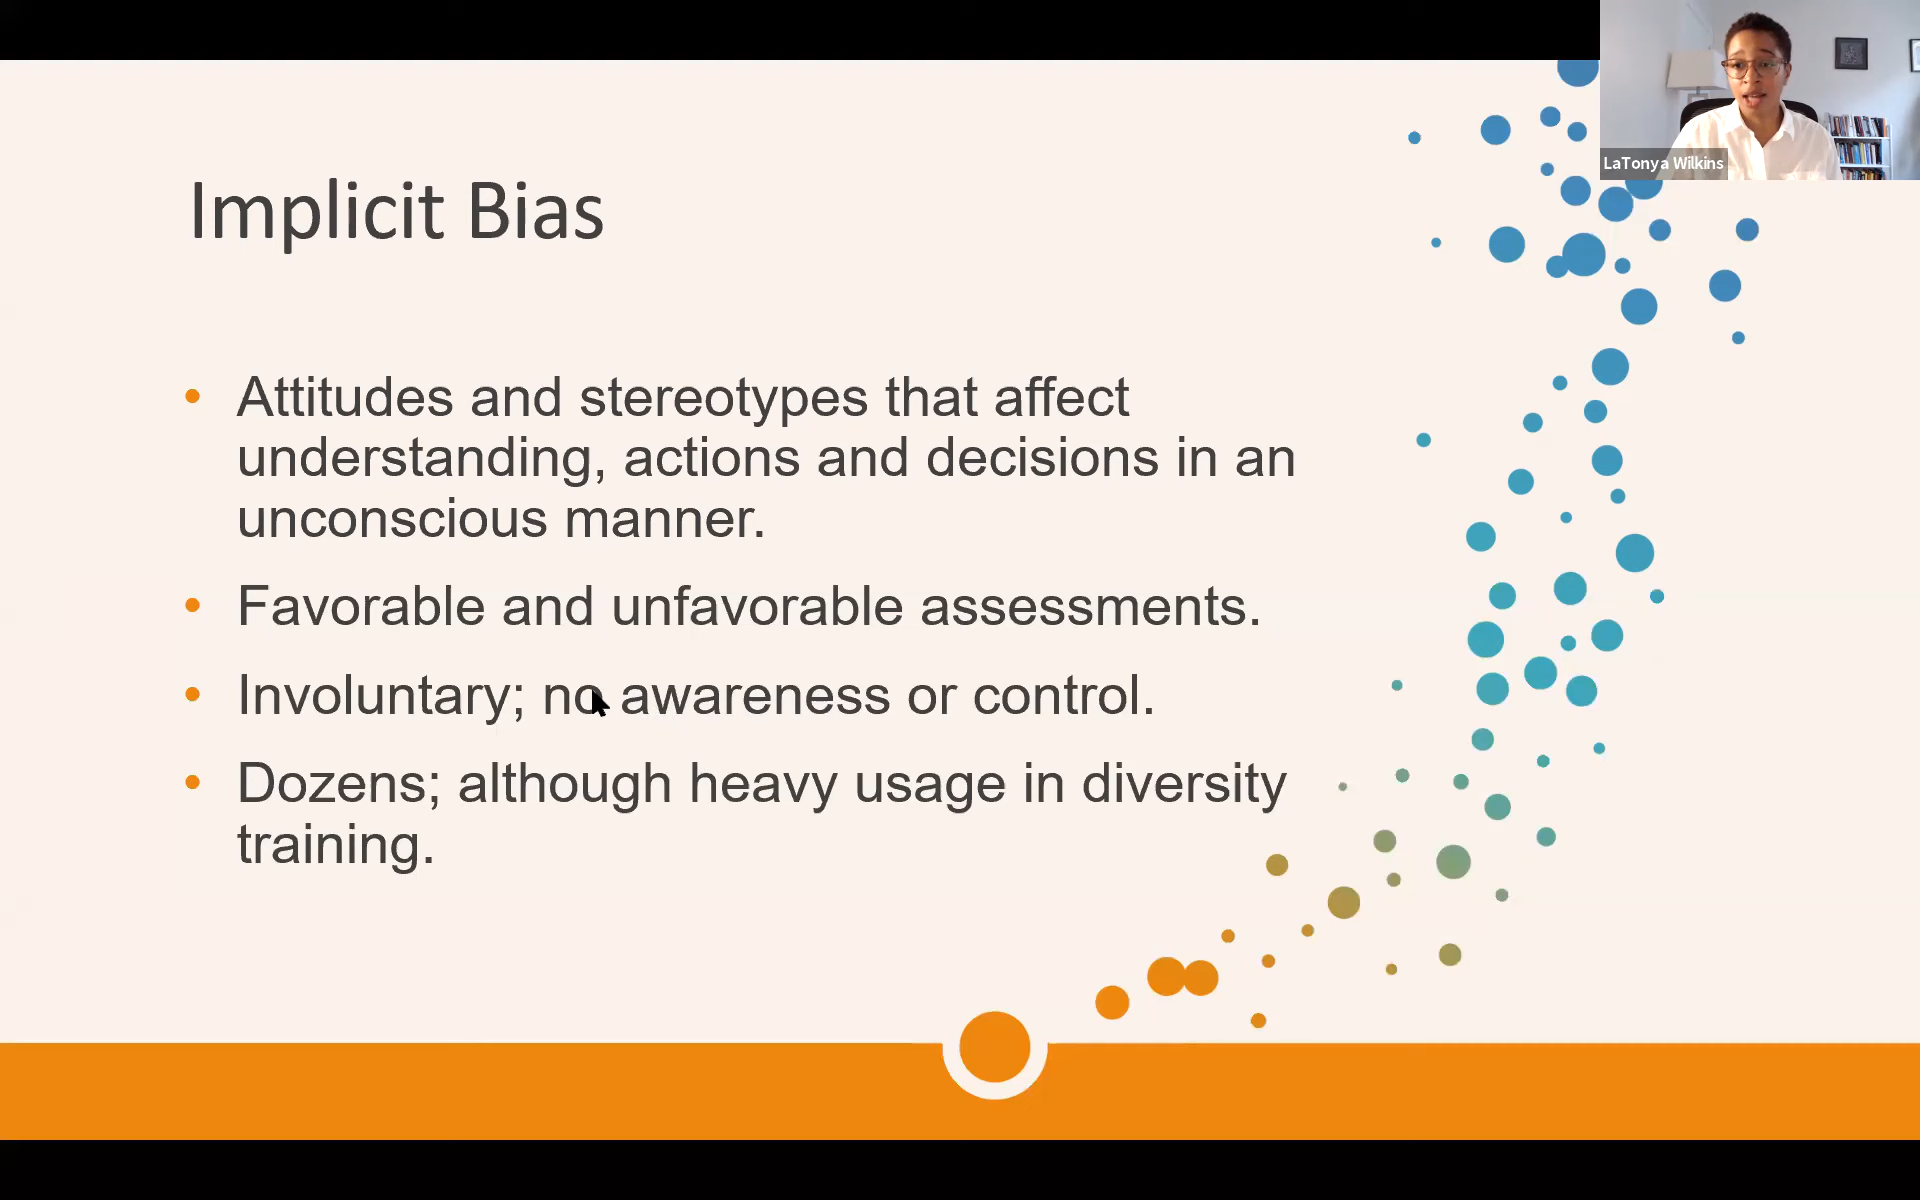 LaTonya Wilkins
Implicit Bias
• Attitudes and stereotypes that affect
understanding, actions and decisions in an
unconscious manner.
• Favorable and unfavorable assessments.
• Involuntary; no awareness or control.
• Dozens; although heavy usage in diversity
training.